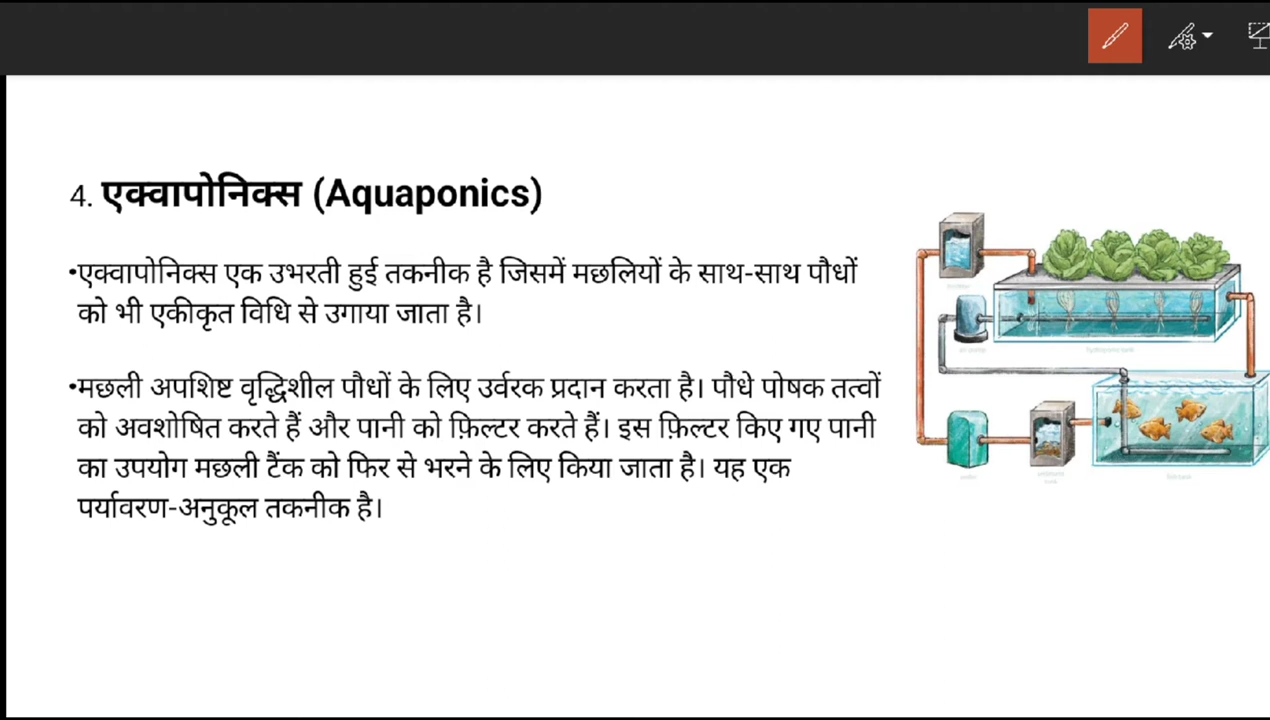 4. एक्वापोनिक्स (Aquaponics)
•एक्वापोनिक्स एक उभरती हुई तकनीक है जिसमें मछलियों के साथ-साथ पौधों
को भी एकीकृत विधि से उगाया जाता है।
•मछली अपशिष्ट वृद्धिशील पौधों के लिए उर्वरक प्रदान करता है। पौधे पोषक तत्वों
को अवशोषित करते हैं और पानी को फ़िल्टर करते हैं। इस फ़िल्टर किए गए पानी
का उपयोग मछली टैंक को फिर से भरने के लिए किया जाता है। यह एक
पर्यावरण-अनुकूल तकनीक है।